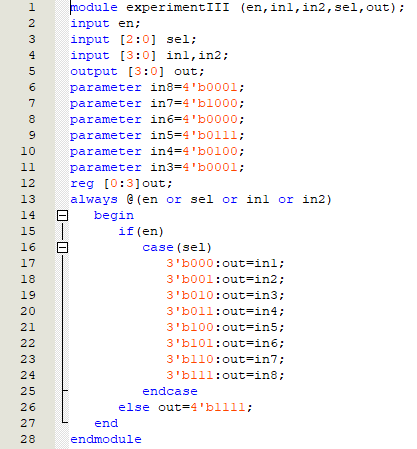 1 module experimentIII (en,in1,in2,sel,out);
2 input en;
3 input [2:0] sel;
4 input [3:0] in1,in2;
5 output [3:0] out;
6 parameter in8=4'b0001;
7 parameter in7=4'b1000;
8 parameter in6=4'b0000;
9 parameter in5=4'b0111;
10 parameter in4=4'b0100;
11 parameter in3=4'b0001;
12 reg [0:3]out;
13 always @(en or sel or in1 or in2)
14 begin
15 if(en)
16 case(sel)
17 3'b000:out=in1;
18 3'b001:out=in2;
19 3'b010:out=in3;
20 3'b011:out=in4;
21 3'b100:out=in5;
22 3'b101:out=in6;
23 3'b110:out=in7;
24 3'b111:out=in8;
25 endcase
26 else out=4'b1111;
27 end
28 endmodule